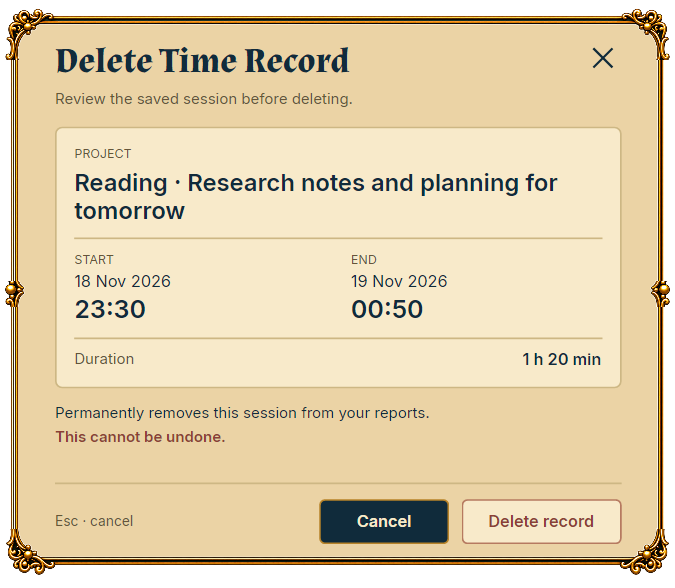 Delete Time Record
Review the saved session before deleting.
PROJECT
Reading · Research notes and planning for
tomorrow
START
18 Nov 2026
23:30
END
19 Nov 2026
00:50
Duration
1 h 20 min
Permanently removes this session from your reports.
This cannot be undone.
Esc · cancel
Cancel
Delete record